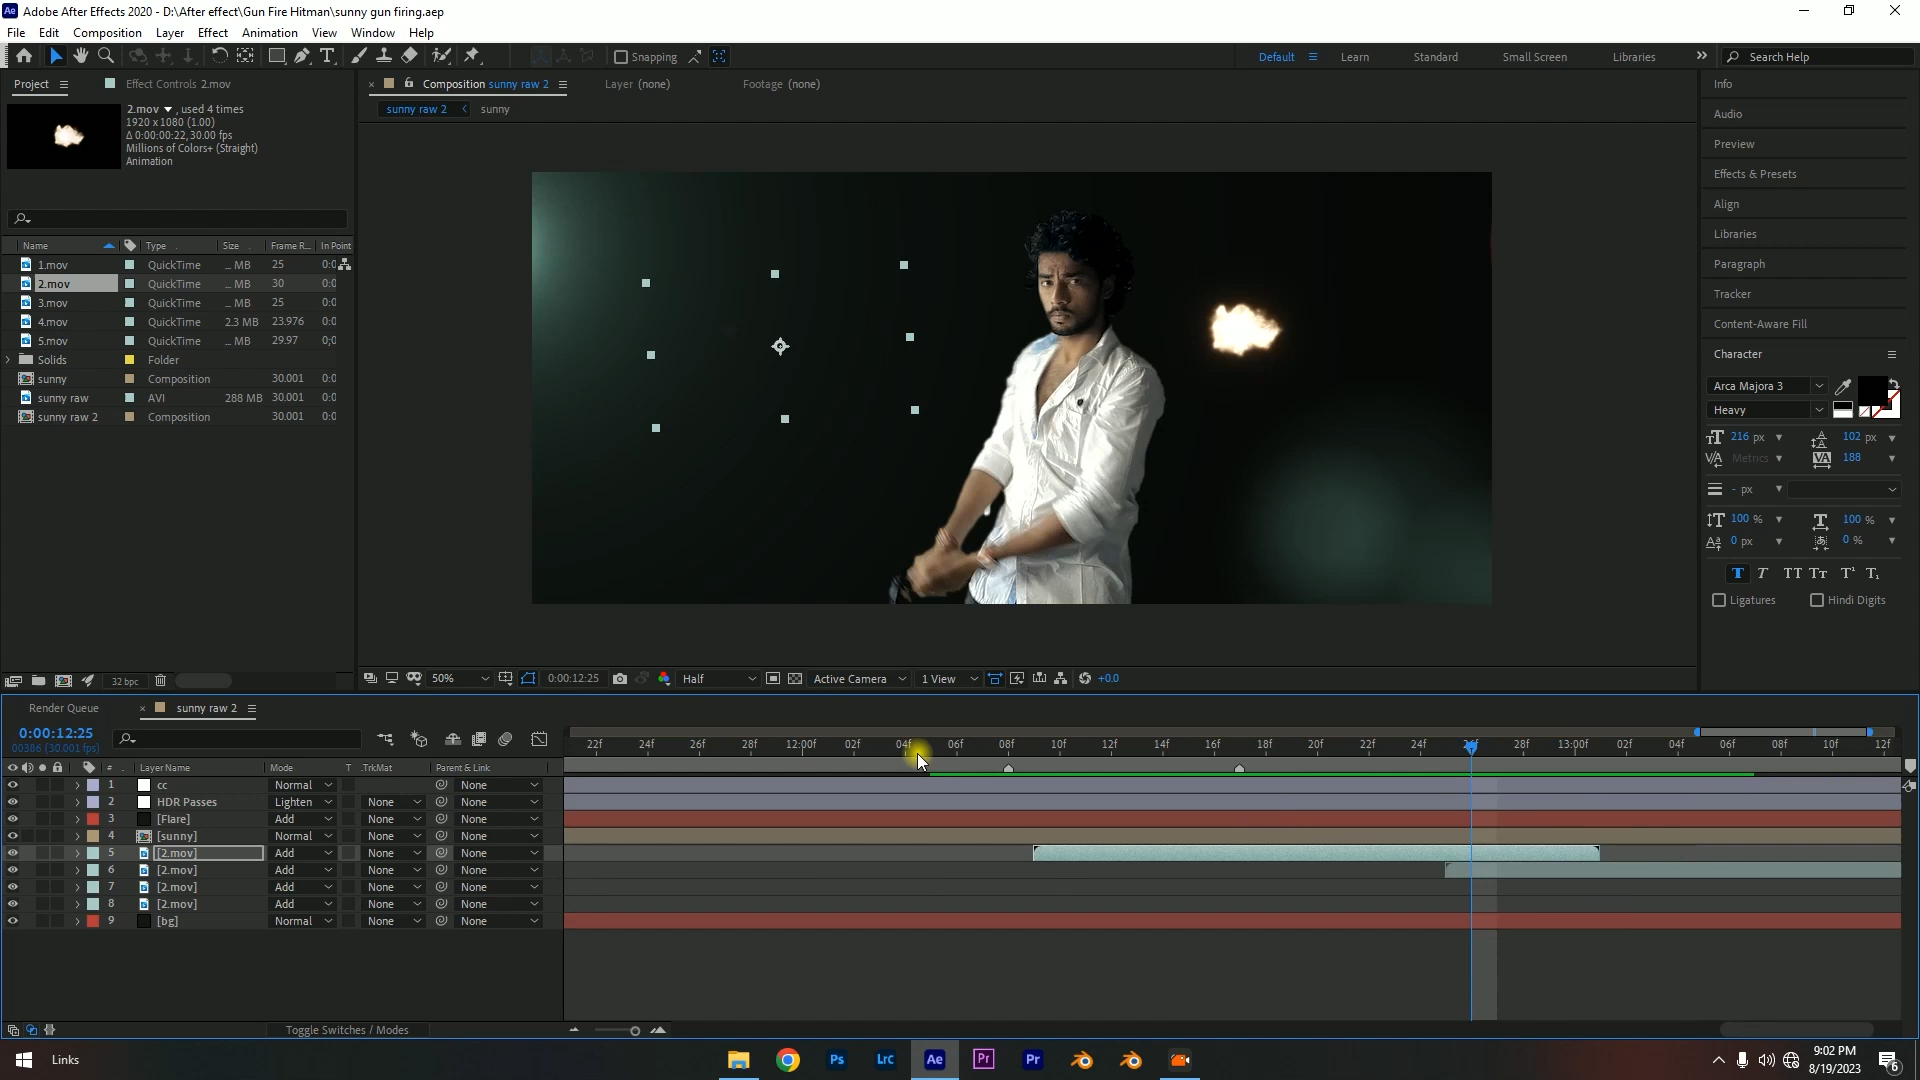 Adobe After Effects 2020 - D:\After effect\Gun Fire Hitman\sunny gun firing.aep
File Edit Composition Layer Effect Animation View Window Help
Snapping Default Learn Standard Small Screen Libraries Search Help
Project Effect Controls 2.mov Composition sunny raw 2 Layer (none) Footage (none)
sunny raw 2 sunny
2.mov , used 4 times
1920 x 1080 (1.00)
Δ 0:00:00:22, 30.00 fps
Millions of Colors+ (Straight)
Animation
Name Type Size Frame R... In Point
1.mov QuickTime ... MB 25 0:0
2.mov QuickTime ... MB 30 0:0
3.mov QuickTime ... MB 25 0:0
4.mov QuickTime 2.3 MB 23.976 0:0
5.mov QuickTime ... MB 29.97 0;0
Solids Folder
sunny Composition 30.001 0:0
sunny raw AVI 288 MB 30.001 0:0
sunny raw 2 Composition 30.001 0:0
32 bpc
50% 0:00:12:25 Half Active Camera 1 View +0.0
Info
Audio
Preview
Effects & Presets
Align
Libraries
Paragraph
Tracker
Content-Aware Fill
Character
Arca Majora 3
Heavy
216 px 102 px
Metrics 188
- px
100 % 100 %
0 px 0 %
T T TT Tt T¹ T₁
Ligatures Hindi Digits
Render Queue sunny raw 2
0:00:12:25
00386 (30.001 fps)
22f 24f 26f 28f 12:00f 02f 04f 06f 08f 10f 12f 14f 16f 18f 20f 22f 24f 26f 28f 13:00f 02f 04f 06f 08f 10f 12f
# Layer Name Mode T .TrkMat Parent & Link
1 cc Normal None
2 HDR Passes Lighten None None
3 [Flare] Add None None
4 [sunny] Normal None None
5 [2.mov] Add None None
6 [2.mov] Add None None
7 [2.mov] Add None None
8 [2.mov] Add None None
9 [bg] Normal None None
Toggle Switches / Modes
Links Ps Lrc Ae Pr Pr 9:02 PM
8/19/2023 6